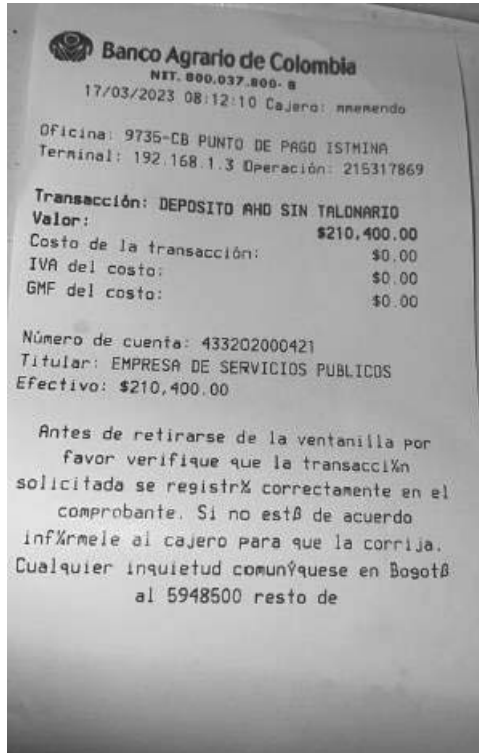 Banco Agrario de Colombia
NIT. 800.037.800- 8
17/03/2023 08:12:10 Cajero: mmemendo
Oficina: 9735-CB PUNTO DE PAGO ISTMINA
Terminal: 192.168.1.3 Operación: 215317869
Transacción: DEPOSITO AHO SIN TALONARIO
Valor: $210,400.00
Costo de la transacción: $0.00
IVA del costo: $0.00
GMF del costo: $0.00
Número de cuenta: 433202000421
Titular: EMPRESA DE SERVICIOS PUBLICOS
Efectivo: $210,400.00
Antes de retirarse de la ventanilla por
favor verifique que la transacci%n
solicitada se registr% correctamente en el
comprobante. Si no estß de acuerdo
inf%rmele al cajero para que la corrija.
Cualquier inquietud comunÝquese en Bogotß
al 5948500 resto de